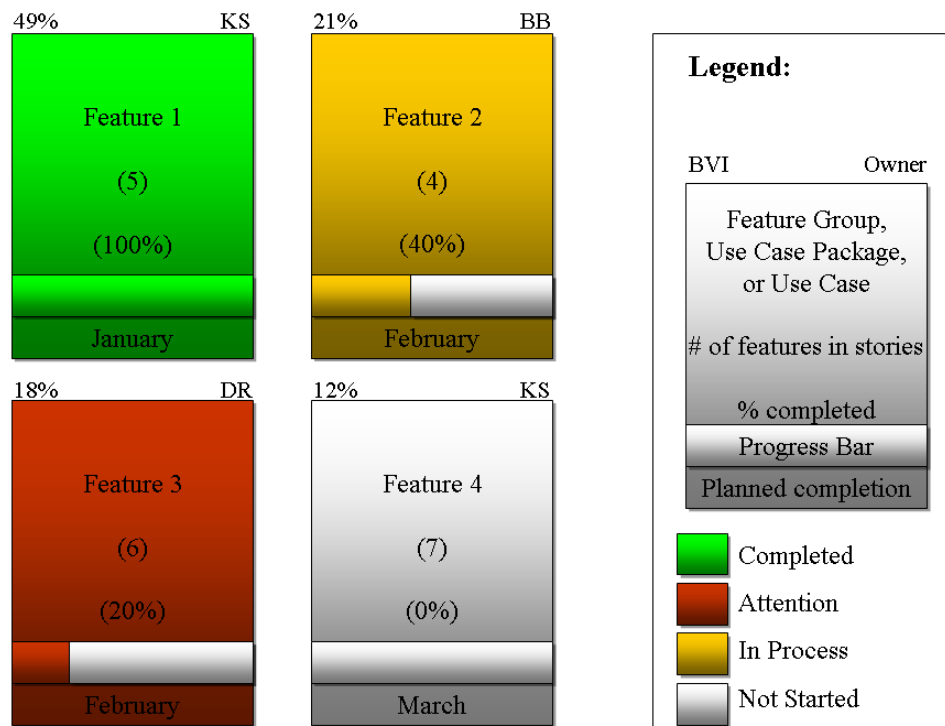 49% KS
Feature 1
(5)
(100%)
January
21% BB
Feature 2
(4)
(40%)
February
18% DR
Feature 3
(6)
(20%)
February
12% KS
Feature 4
(7)
(0%)
March
Legend:
BVI Owner
Feature Group,
Use Case Package,
or Use Case
# of features in stories
% completed
Progress Bar
Planned completion
Completed
Attention
In Process
Not Started